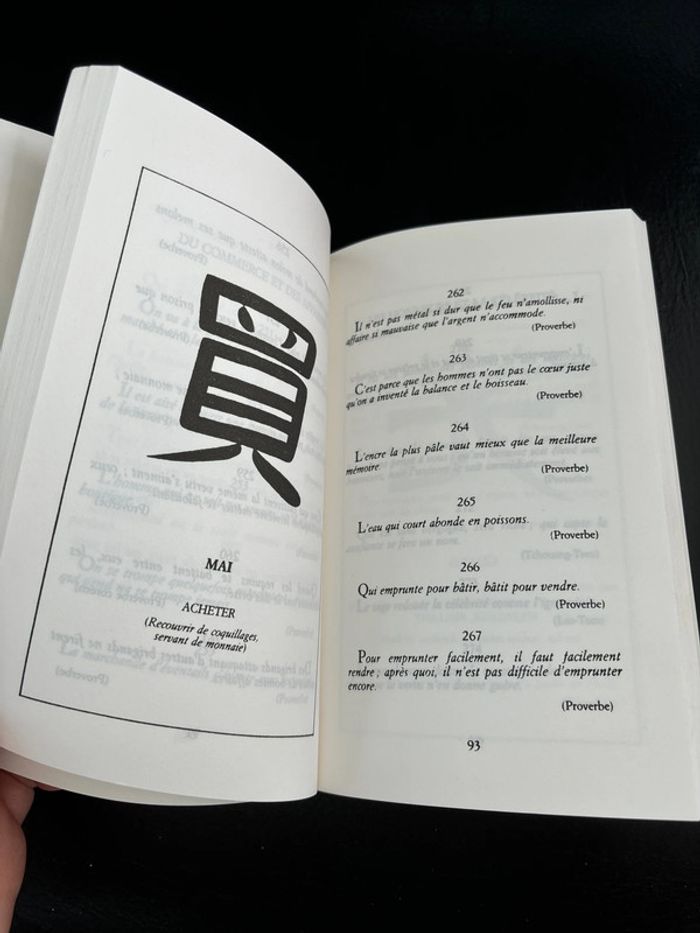 買
MAI
ACHETER
(Recouvrir de coquillages,
servant de monnaie)
262
Il n'est pas métal si dur que le feu n'amollisse, ni
affaire si mauvaise que l'argent n'accommode.
(Proverbe)
263
C'est parce que les hommes n'ont pas le cœur juste
qu'on a inventé la balance et le boisseau.
(Proverbe)
264
L'encre la plus pâle vaut mieux que la meilleure
mémoire.
(Proverbe)
265
L'eau qui court abonde en poissons.
(Proverbe)
266
Qui emprunte pour bâtir, bâtit pour vendre.
(Proverbe)
267
Pour emprunter facilement, il faut facilement
rendre ; après quoi, il n'est pas difficile d'emprunter
encore.
(Proverbe)
93